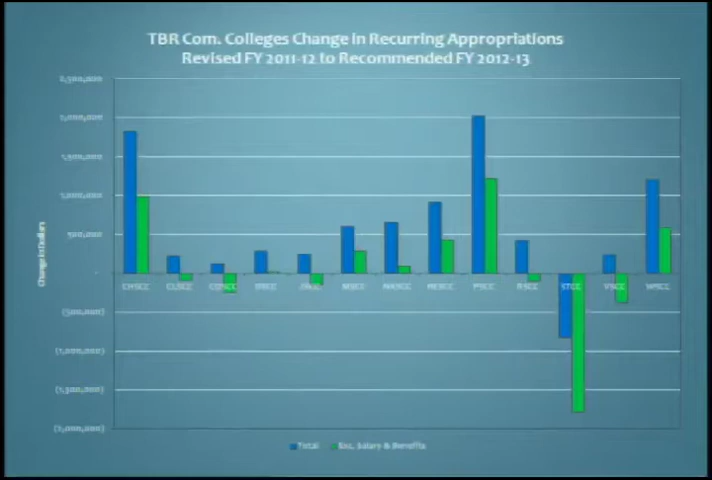 TBR Com. Colleges Change in Recurring Appropriations
Revised FY 2011-12 to Recommended FY 2012-13
2,500,000
2,000,000
1,500,000
1,000,000
500,000
-
(500,000)
(1,000,000)
(1,500,000)
(2,000,000)
Change in Dollars
CHSCC CLSCC COSCC DSCC JSCC MSCC NASCC NESCC PSCC RSCC STCC VSCC WSCC
Total Exc. Salary & Benefits